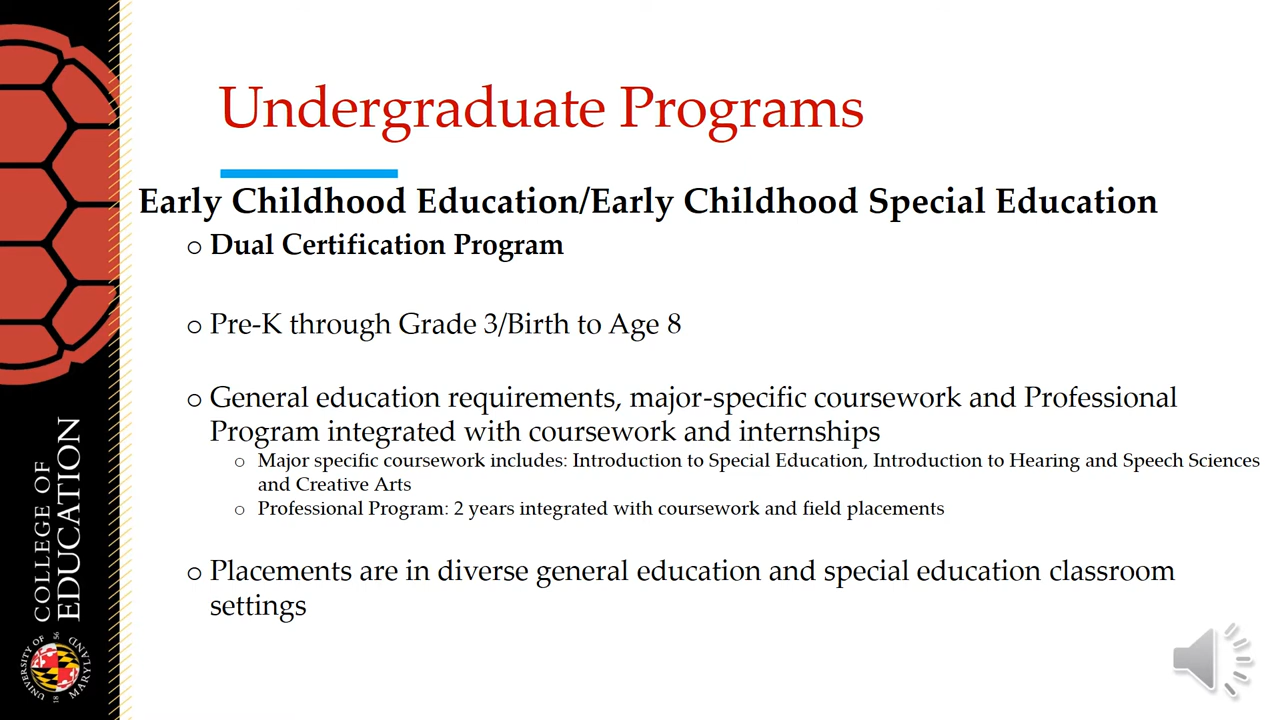 Undergraduate Programs
Early Childhood Education/Early Childhood Special Education
o Dual Certification Program
o Pre-K through Grade 3/Birth to Age 8
o General education requirements, major-specific coursework and Professional
Program integrated with coursework and internships
o Major specific coursework includes: Introduction to Special Education, Introduction to Hearing and Speech Sciences
and Creative Arts
o Professional Program: 2 years integrated with coursework and field placements
o Placements are in diverse general education and special education classroom
settings
COLLEGE OF
EDUCATION
UNIVERSITY OF
MARYLAND
18 56